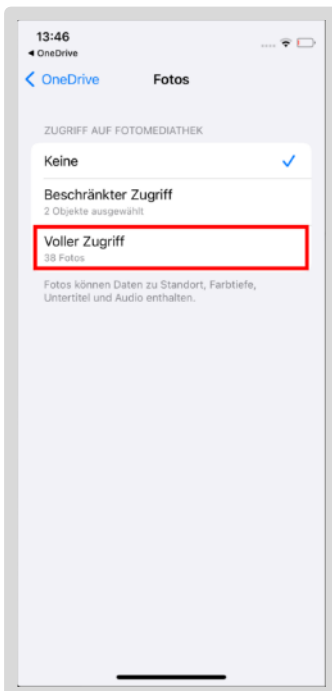 13:46
◀ OneDrive
OneDrive
Fotos
ZUGRIFF AUF FOTOMEDIATHEK
Keine
Beschränkter Zugriff
2 Objekte ausgewählt
Voller Zugriff
38 Fotos
Fotos können Daten zu Standort, Farbtiefe,
Untertitel und Audio enthalten.